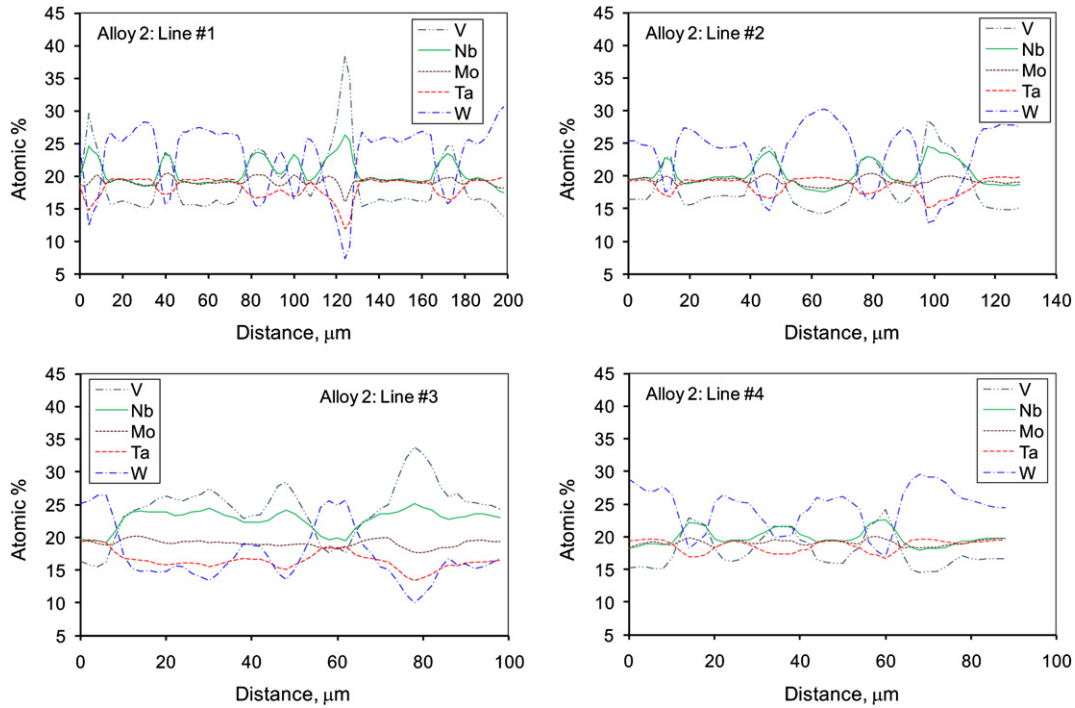 Alloy 2: Line #1
V
Nb
Mo
Ta
W
45
40
35
30
25
20
15
10
5
Atomic %
0 20 40 60 80 100 120 140 160 180 200
Distance, μm
Alloy 2: Line #2
V
Nb
Mo
Ta
W
45
40
35
30
25
20
15
10
5
Atomic %
0 20 40 60 80 100 120 140
Distance, μm
V
Nb
Mo
Ta
W
Alloy 2: Line #3
45
40
35
30
25
20
15
10
5
Atomic %
0 20 40 60 80 100
Distance, μm
Alloy 2: Line #4
V
Nb
Mo
Ta
W
45
40
35
30
25
20
15
10
5
Atomic %
0 20 40 60 80 100
Distance, μm